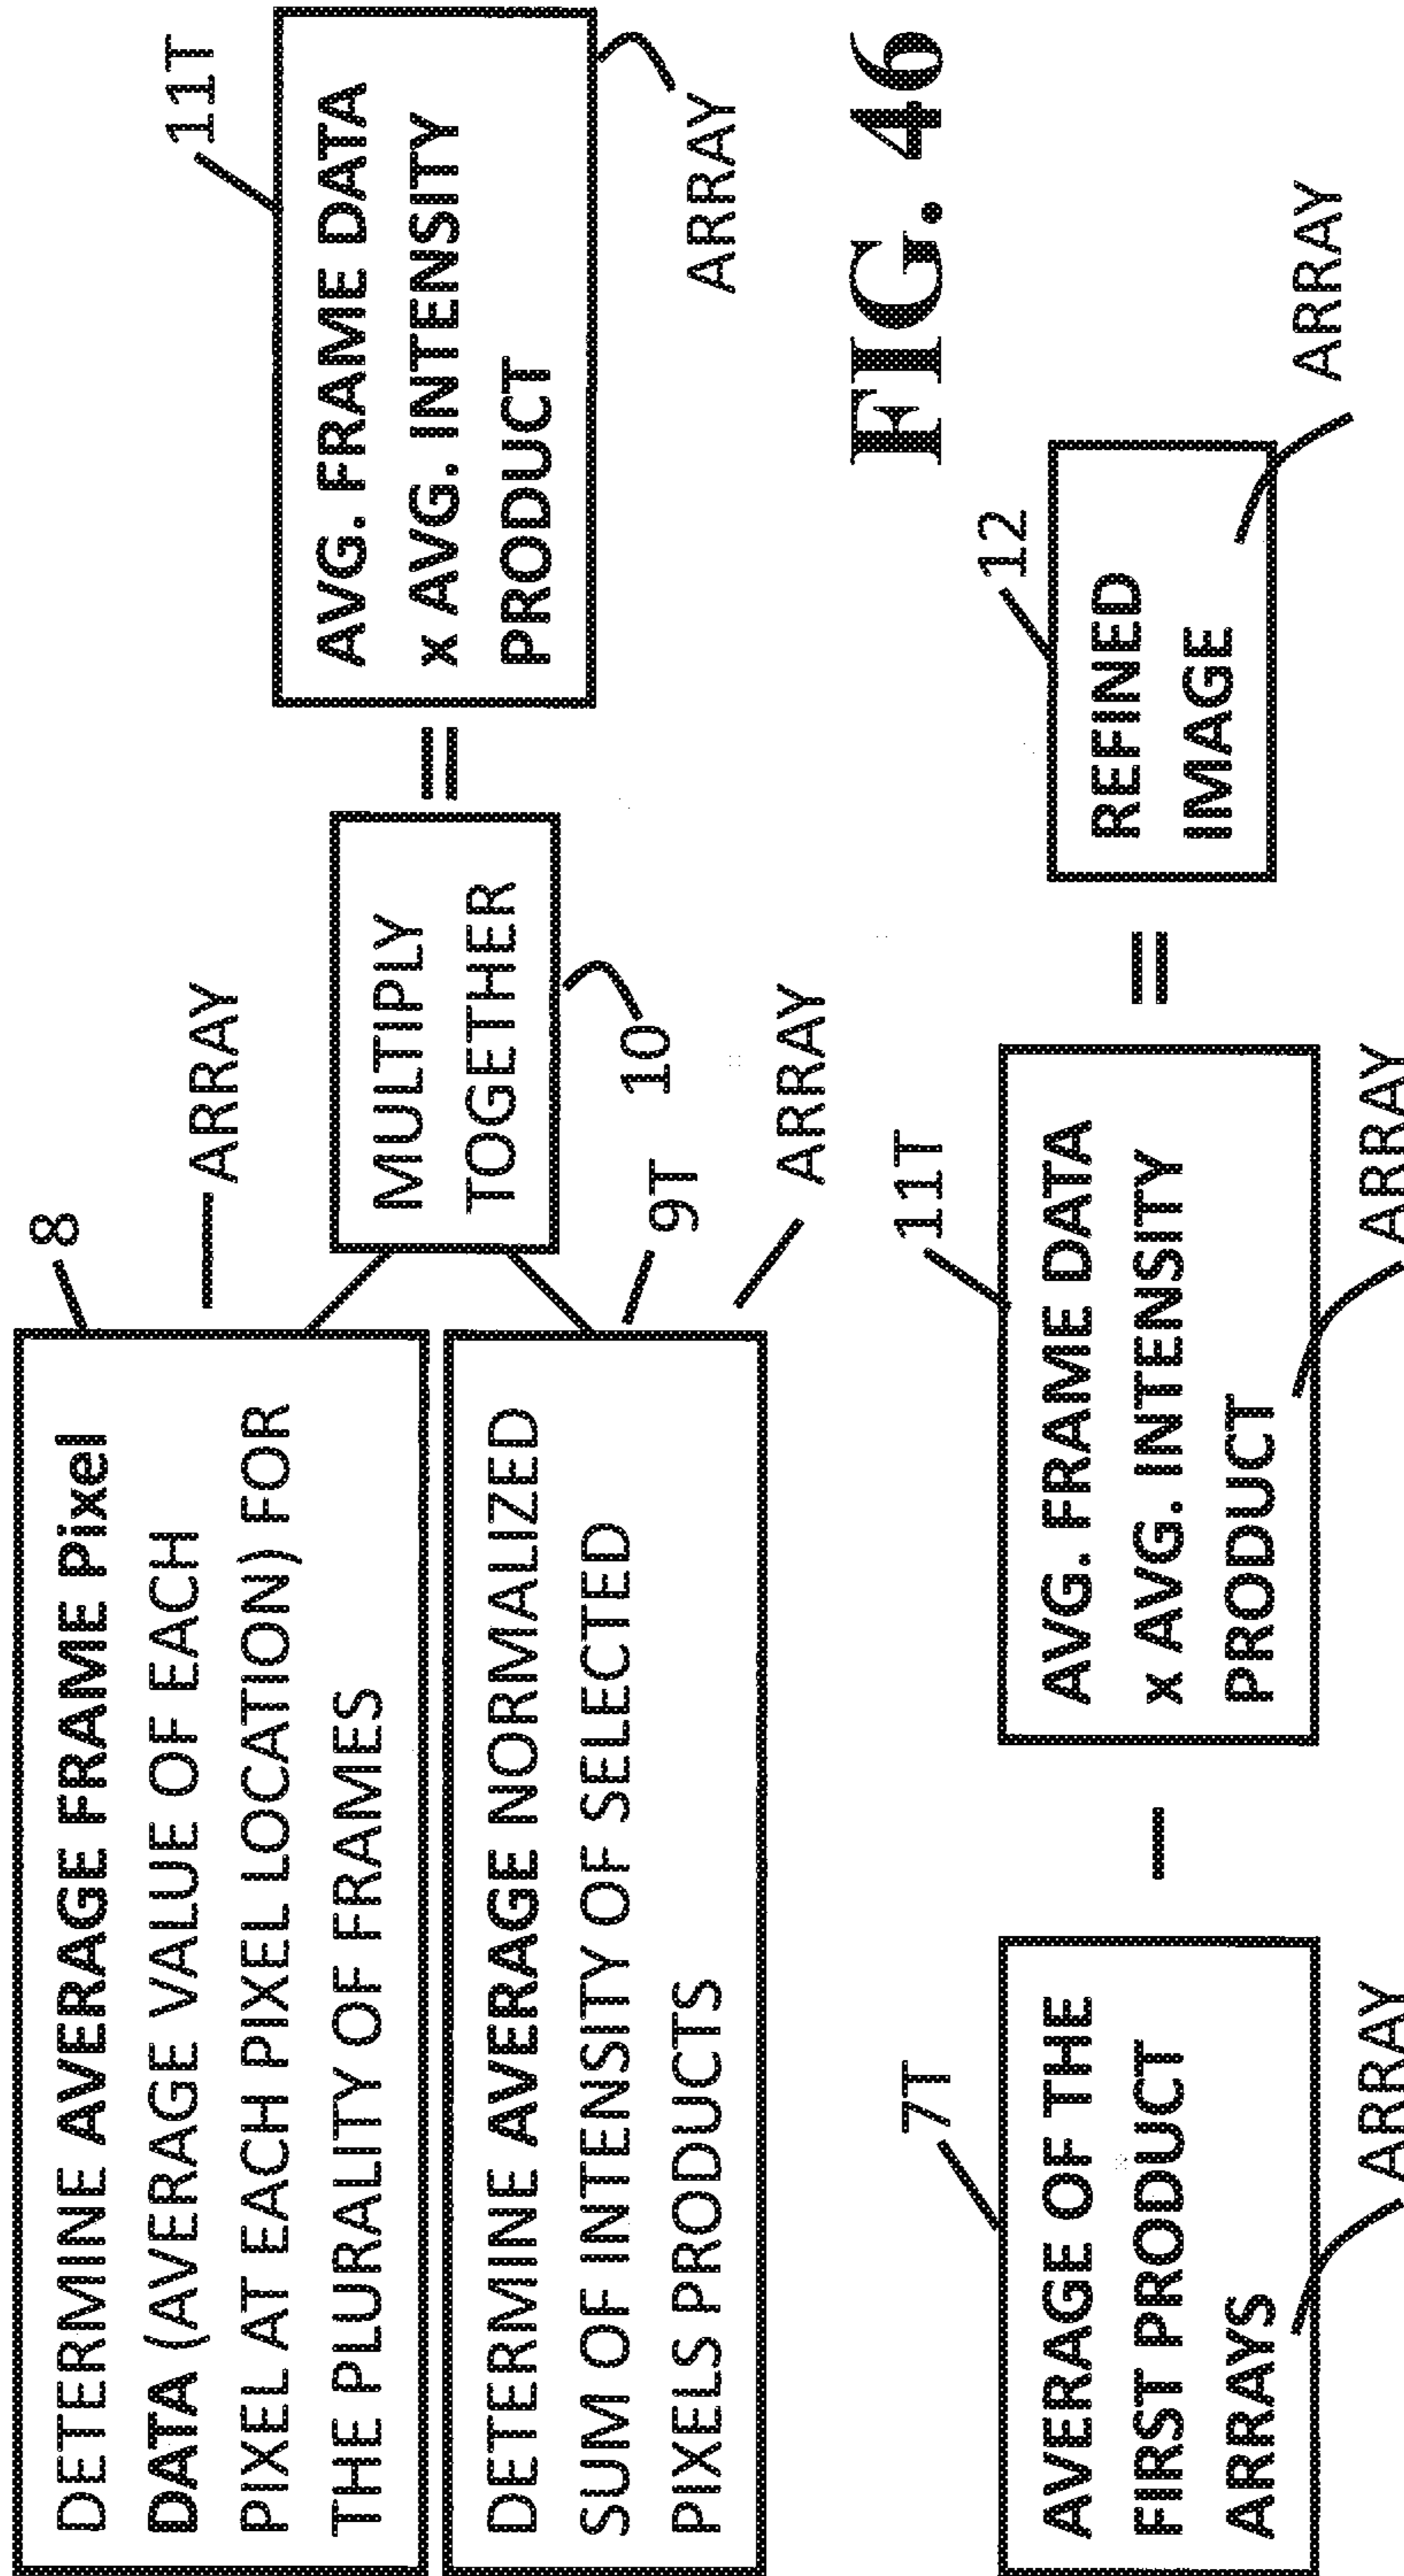 8
DETERMINE AVERAGE FRAME Pixel
DATA (AVERAGE VALUE OF EACH
PIXEL AT EACH PIXEL LOCATION) FOR
THE PLURALITY OF FRAMES
ARRAY
DETERMINE AVERAGE NORMALIZED
SUM OF INTENSITY OF SELECTED
PIXELS PRODUCTS
9T
ARRAY
MULTIPLY
TOGETHER
10
=
11T
AVG. FRAME DATA
x AVG. INTENSITY
PRODUCT
ARRAY
FIG. 46
7T
AVERAGE OF THE
FIRST PRODUCT
ARRAYS
ARRAY
–
11T
AVG. FRAME DATA
x AVG. INTENSITY
PRODUCT
ARRAY
=
12
REFINED
IMAGE
ARRAY